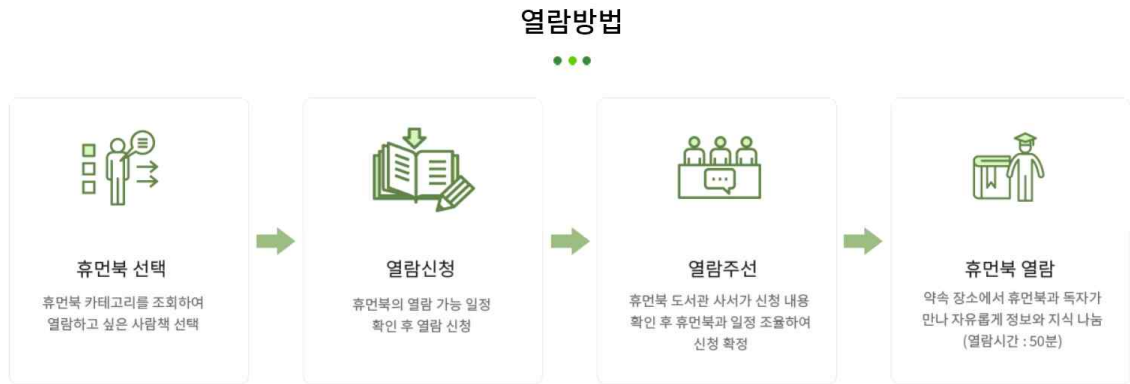 열람방법
휴먼북 선택
휴먼북 카테고리를 조회하여
열람하고 싶은 사람책 선택
열람신청
휴먼북의 열람 가능 일정
확인 후 열람 신청
열람주선
휴먼북 도서관 사서가 신청 내용
확인 후 휴먼북과 일정 조율하여
신청 확정
휴먼북 열람
약속 장소에서 휴먼북과 독자가
만나 자유롭게 정보와 지식 나눔
(열람시간 : 50분)